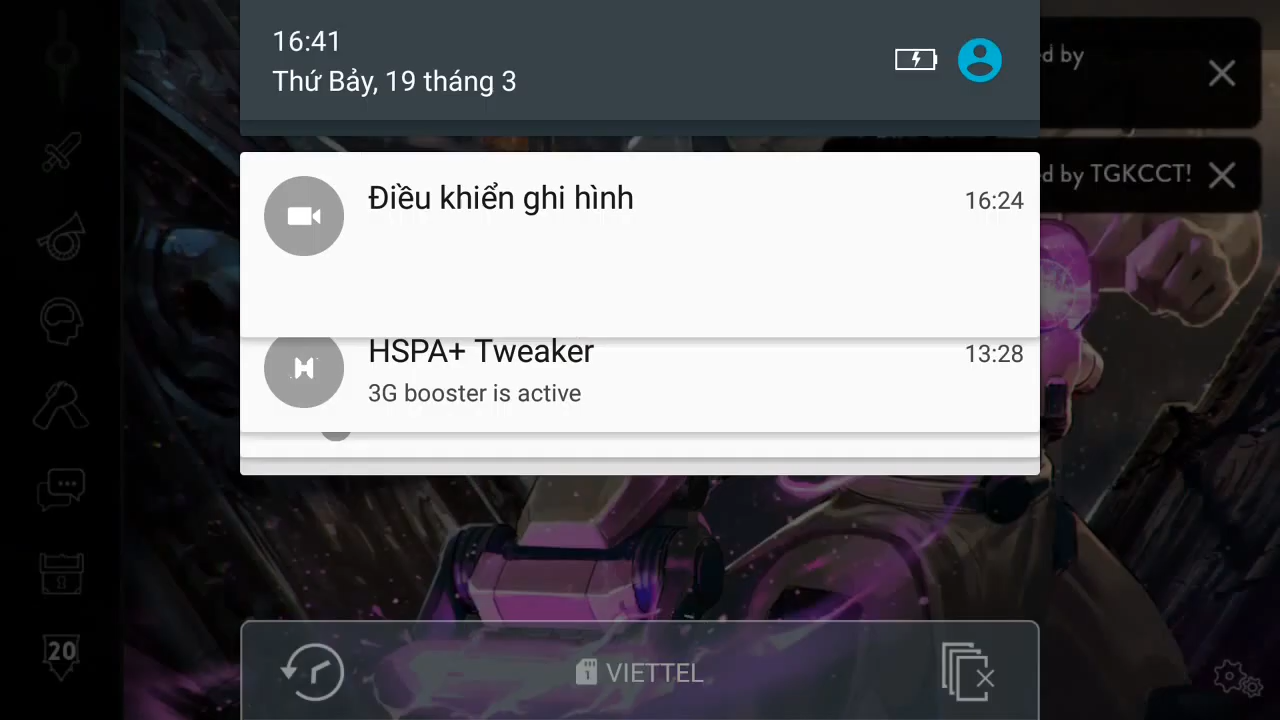 16:41
Thứ Bảy, 19 tháng 3
d by
d by TGKCCT!
Điều khiển ghi hình
16:24
HSPA+ Tweaker
13:28
3G booster is active
20
1 VIETTEL